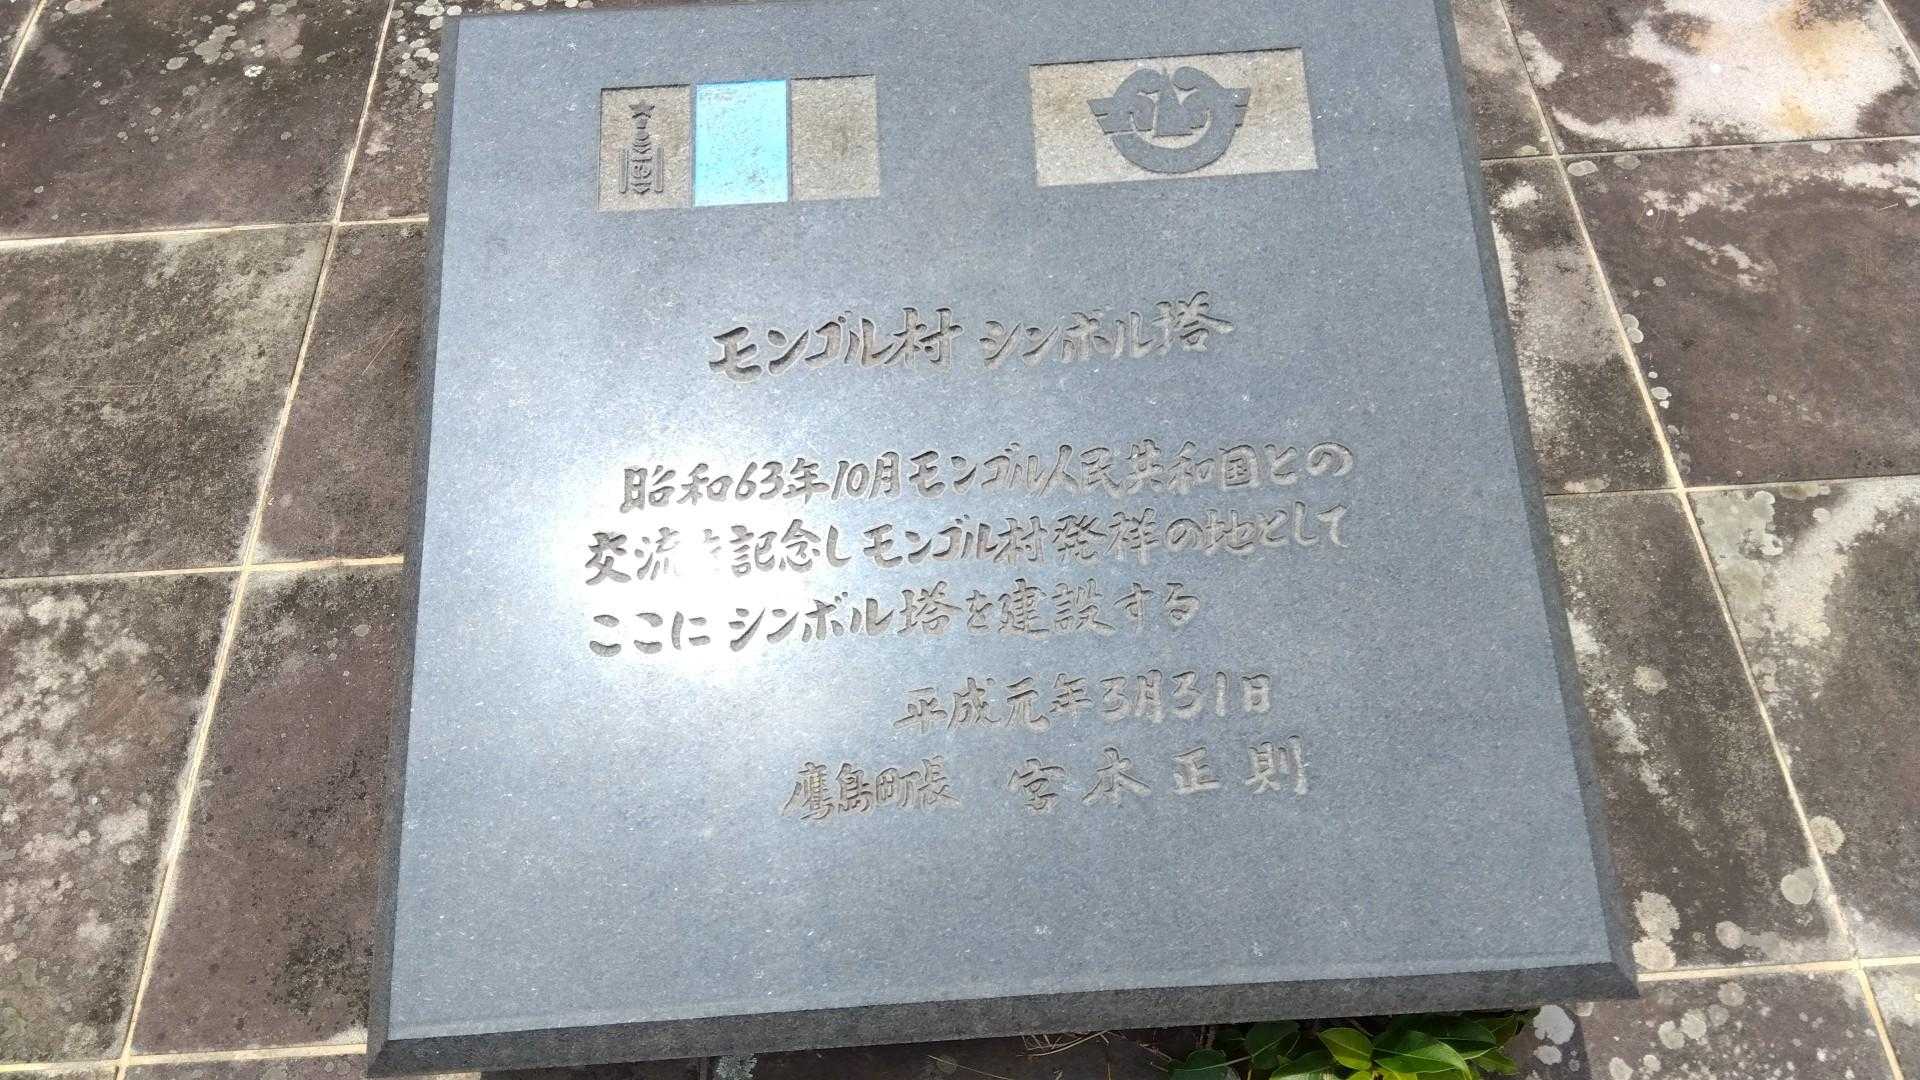 モンゴル村 シンボル塔
昭和63年10月モンゴル人民共和国との
交流を記念しモンゴル村発祥の地として
ここにシンボル塔を建設する
平成元年3月31日
鷹島町長 宮本正則